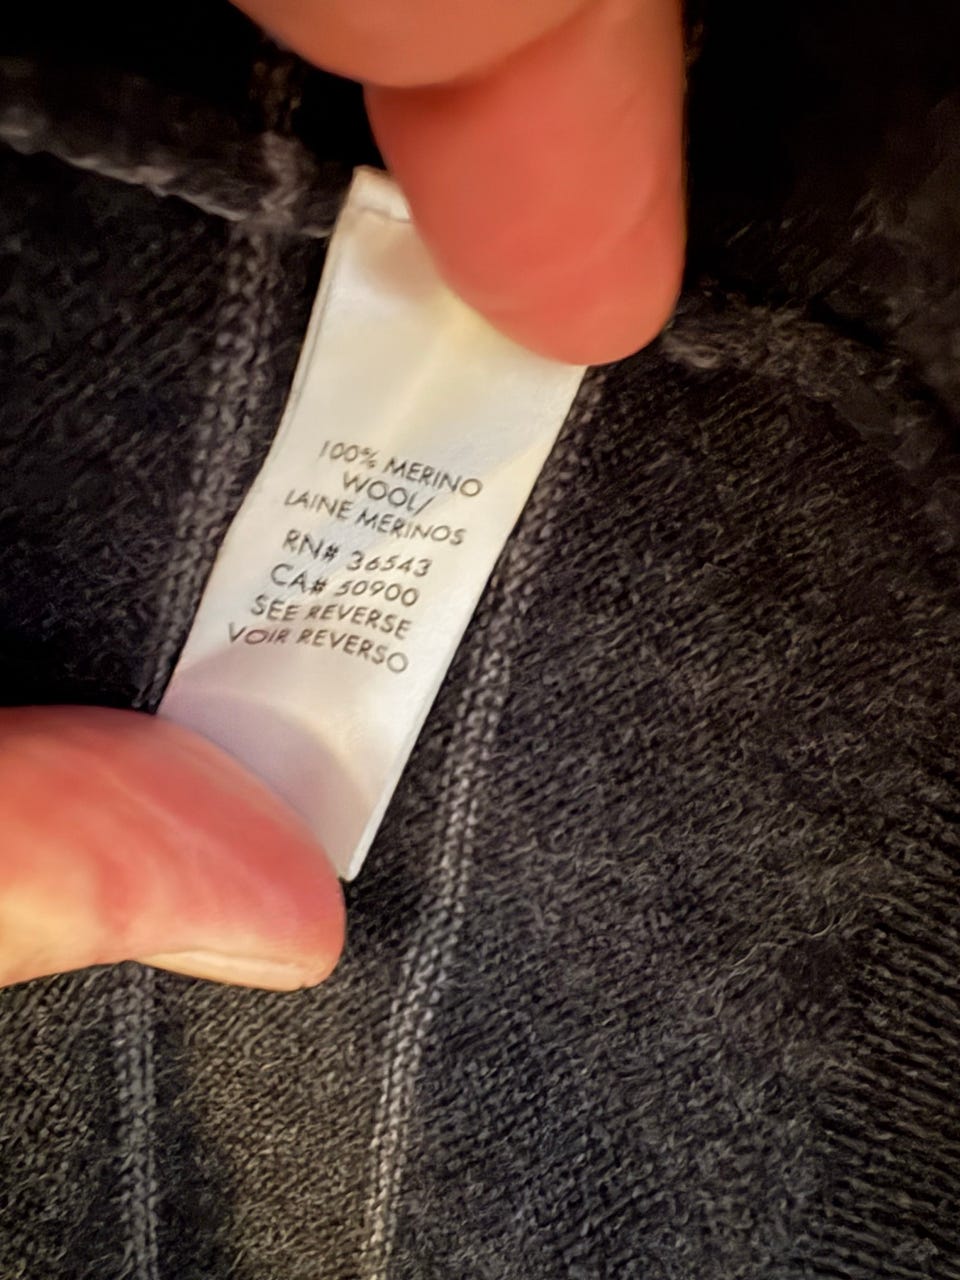 100% MERINO
WOOL/
LAINE MERINOS
RN# 36543
CA# 50900
SEE REVERSE
VOIR REVERSO